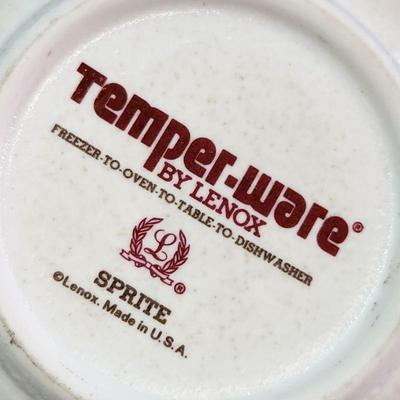 Temper-ware®
BY LENOX
FREEZER-TO-OVEN-TO-TABLE-TO-DISHWASHER
L
®
SPRITE
©Lenox. Made in U.S.A.